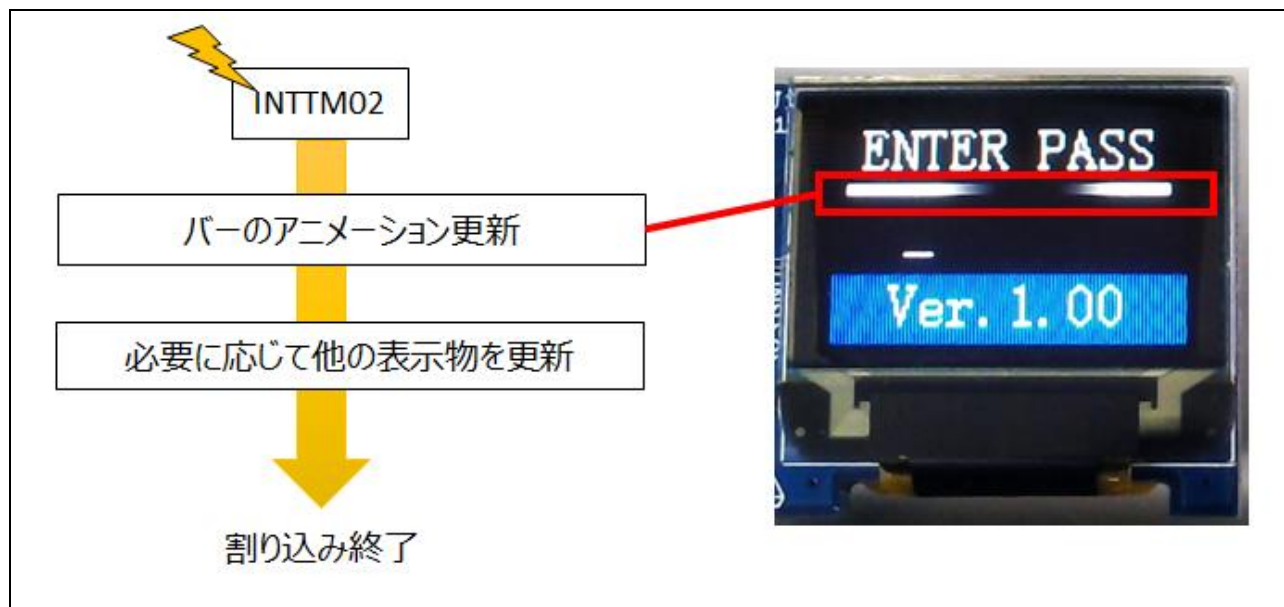 INTTM02
バーのアニメーション更新
必要に応じて他の表示物を更新
割り込み終了
ENTER PASS
Ver.1.00